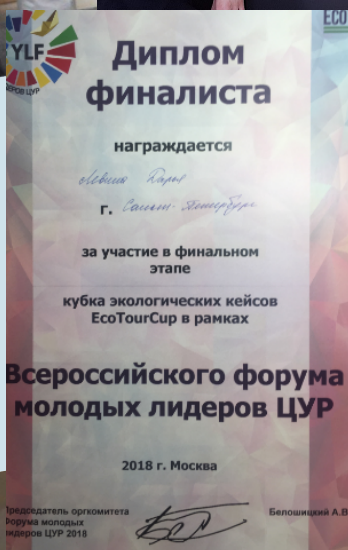 ECO
YLF
ДЕРОВ ЦУР
Диплом
финалиста
награждается
Левина Дарья
г. Санкт-Петербург
за участие в финальном
этапе
кубка экологических кейсов
EcoTourCup в рамках
Всероссийского форума
молодых лидеров ЦУР
2018 г. Москва
Председатель оргкомитета
Форума молодых
лидеров ЦУР 2018
Белошицкий А.В